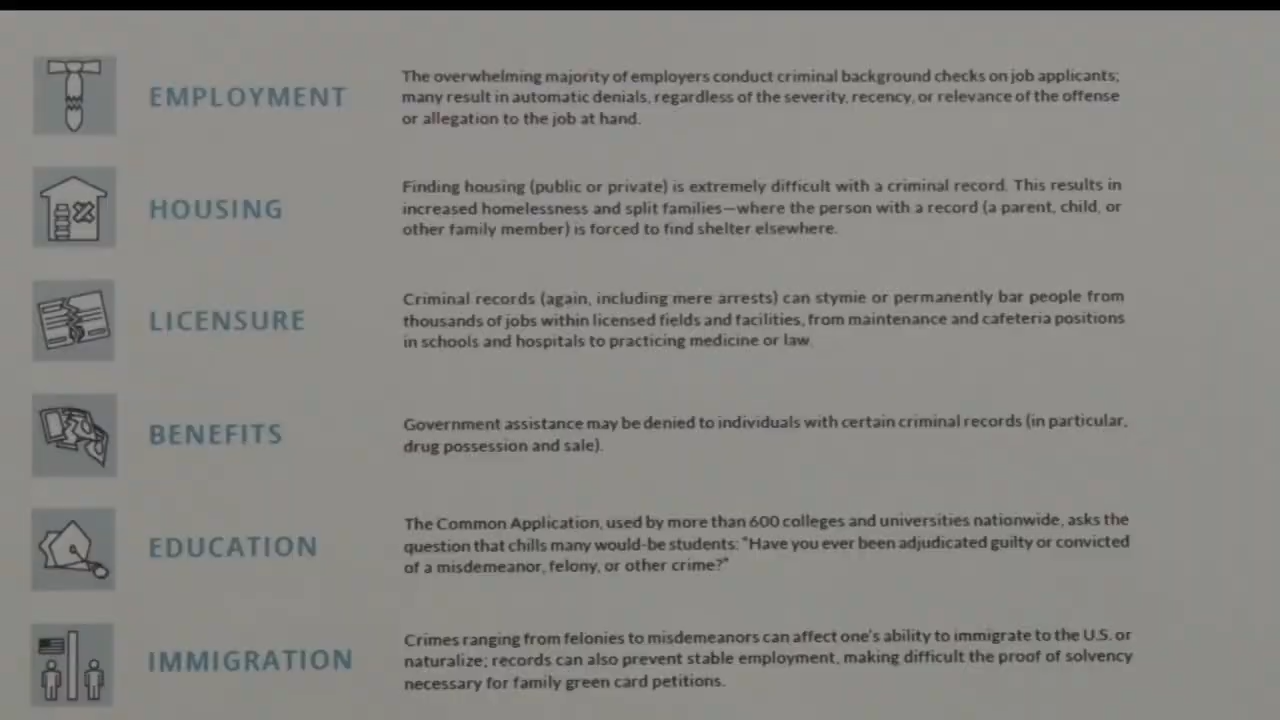 EMPLOYMENT
The overwhelming majority of employers conduct criminal background checks on job applicants;
many result in automatic denials, regardless of the severity, recency, or relevance of the offense
or allegation to the job at hand.
HOUSING
Finding housing (public or private) is extremely difficult with a criminal record. This results in
increased homelessness and split families—where the person with a record (a parent, child, or
other family member) is forced to find shelter elsewhere.
LICENSURE
Criminal records (again, including mere arrests) can stymie or permanently bar people from
thousands of jobs within licensed fields and facilities, from maintenance and cafeteria positions
in schools and hospitals to practicing medicine or law.
BENEFITS
Government assistance may be denied to individuals with certain criminal records (in particular,
drug possession and sale).
EDUCATION
The Common Application, used by more than 600 colleges and universities nationwide, asks the
question that chills many would-be students: "Have you ever been adjudicated guilty or convicted
of a misdemeanor, felony, or other crime?"
IMMIGRATION
Crimes ranging from felonies to misdemeanors can affect one's ability to immigrate to the U.S. or
naturalize; records can also prevent stable employment, making difficult the proof of solvency
necessary for family green card petitions.